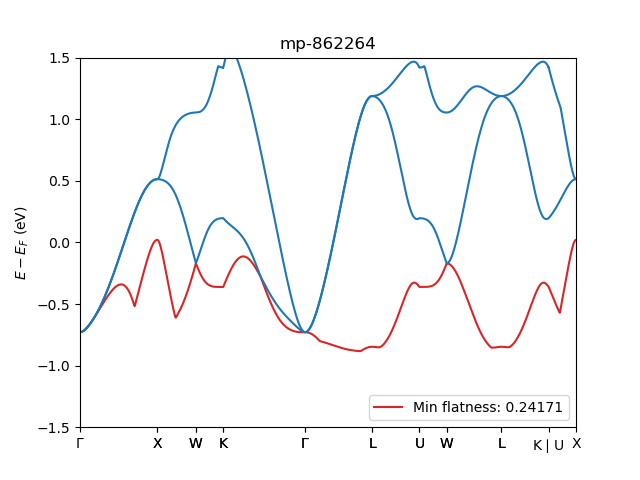 mp-862264
E − E_F (eV)
1.5
1.0
0.5
0.0
−0.5
−1.0
−1.5
Min flatness: 0.24171
Γ X W K Γ L U W L K | U X